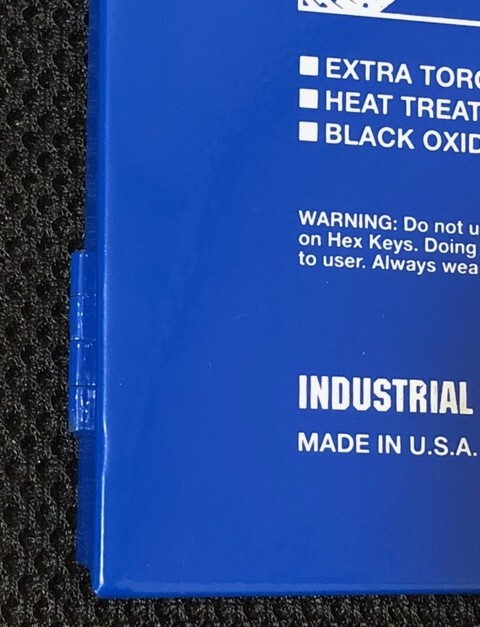 EXTRA TORQ
HEAT TREAT
BLACK OXID
WARNING: Do not u
on Hex Keys. Doing
to user. Always wea
INDUSTRIAL
MADE IN U.S.A.